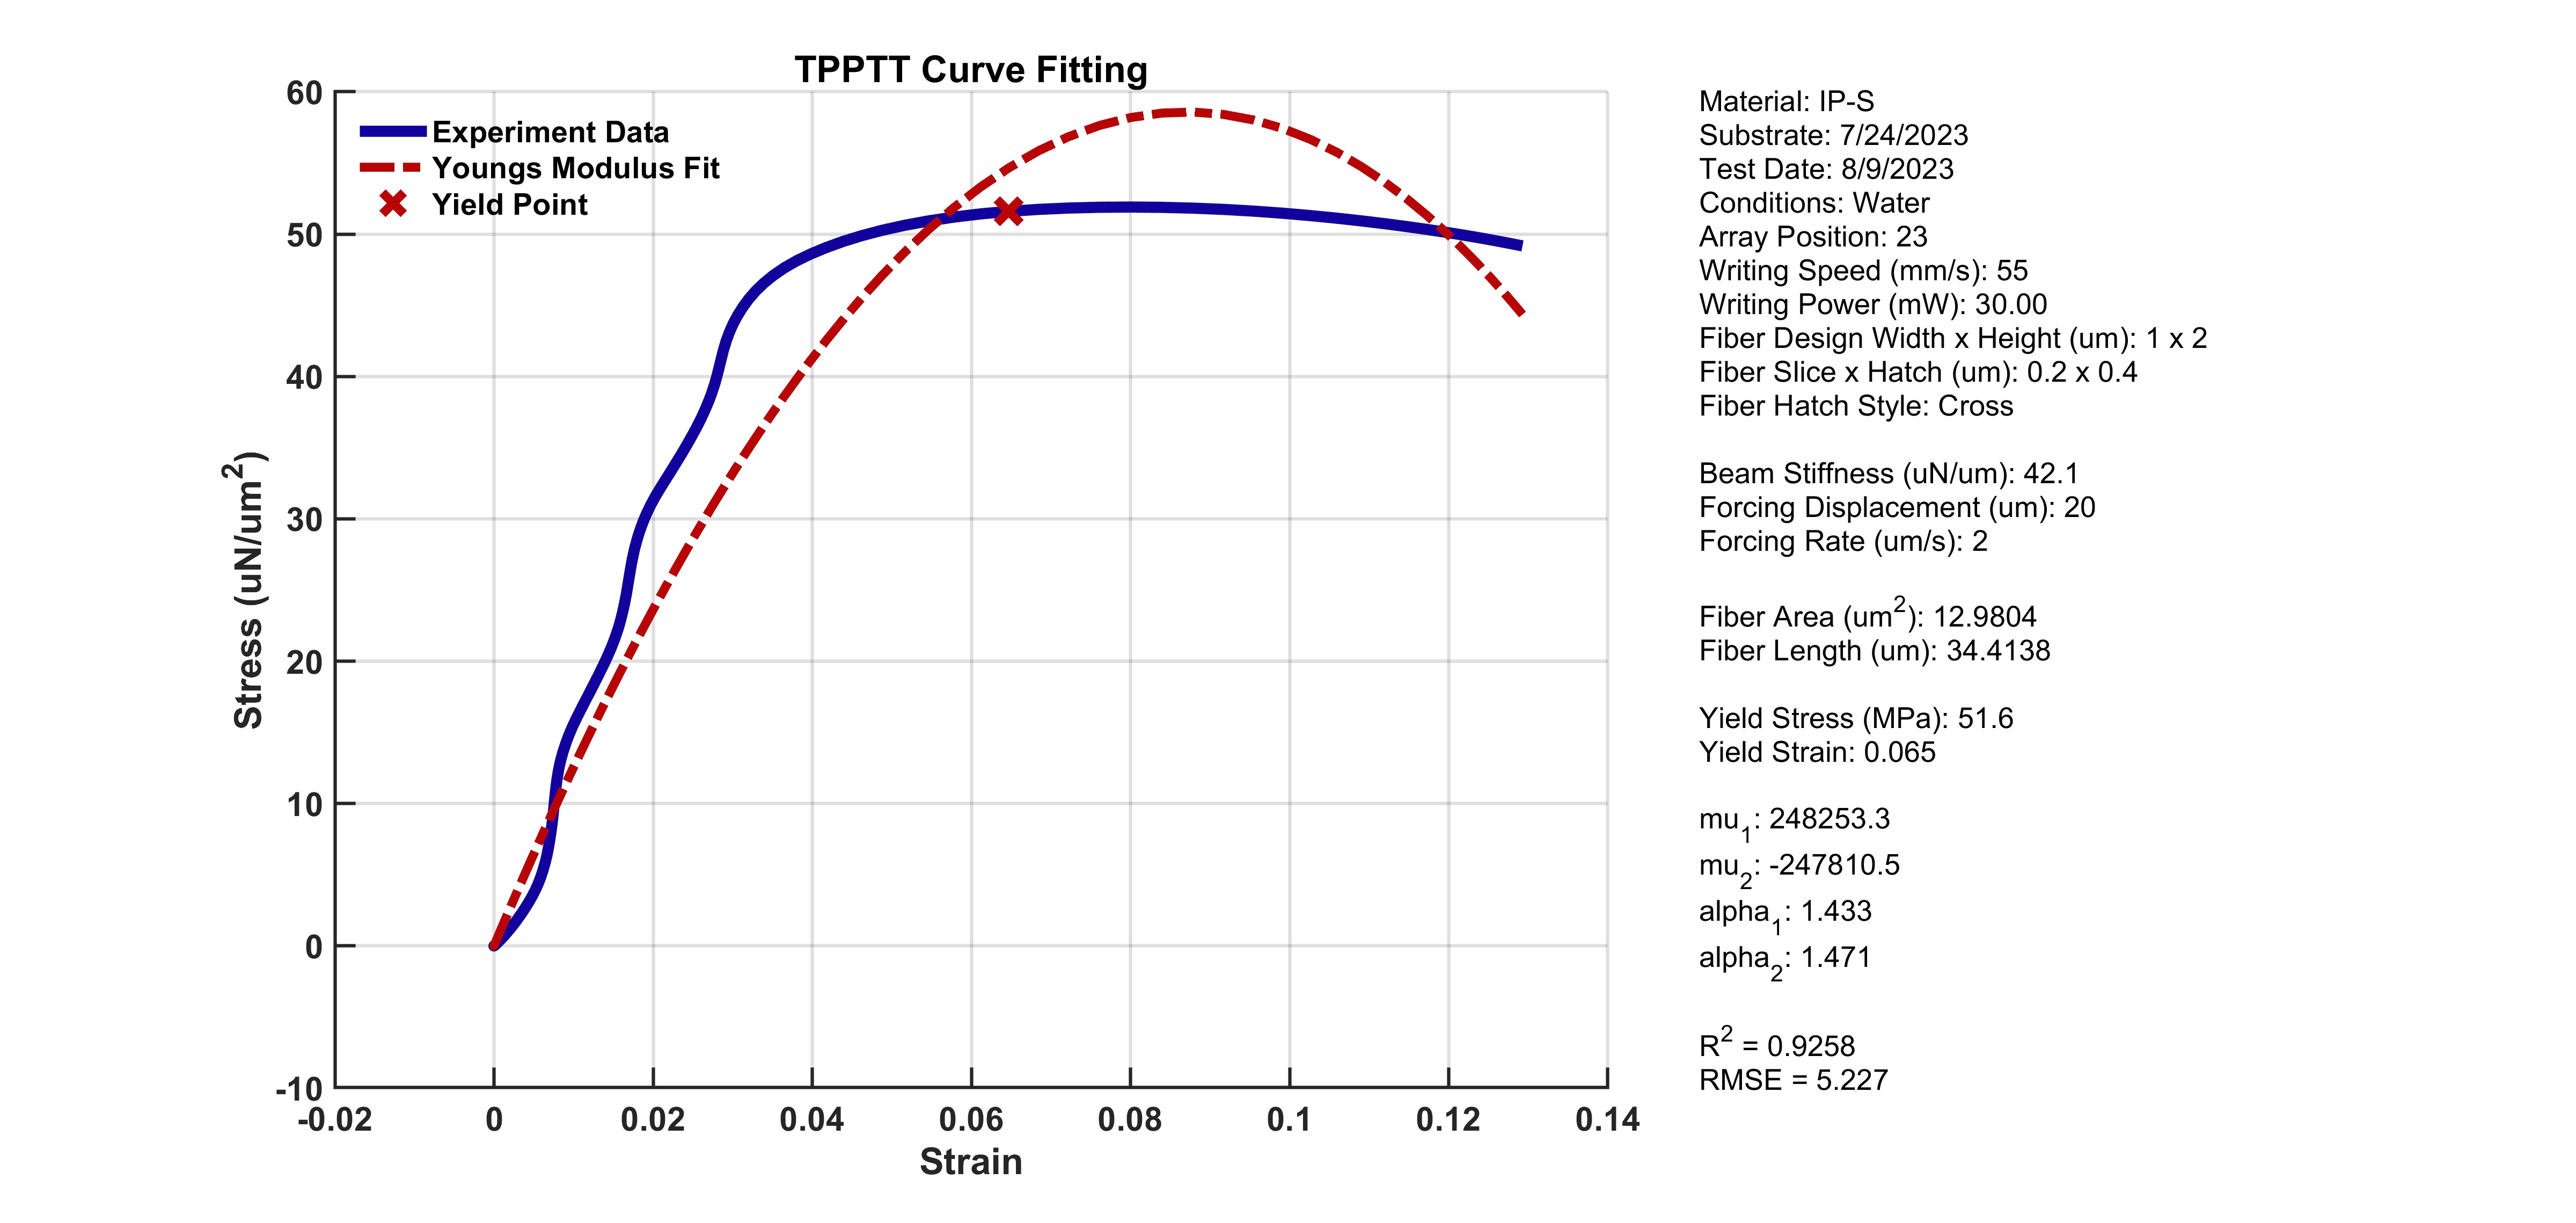 TPPTT Curve Fitting
60
50
40
30
20
10
0
-10
Stress (uN/um²)
Experiment Data
Youngs Modulus Fit
Yield Point
-0.02 0 0.02 0.04 0.06 0.08 0.1 0.12 0.14
Strain
Material: IP-S
Substrate: 7/24/2023
Test Date: 8/9/2023
Conditions: Water
Array Position: 23
Writing Speed (mm/s): 55
Writing Power (mW): 30.00
Fiber Design Width x Height (um): 1 x 2
Fiber Slice x Hatch (um): 0.2 x 0.4
Fiber Hatch Style: Cross
Beam Stiffness (uN/um): 42.1
Forcing Displacement (um): 20
Forcing Rate (um/s): 2
Fiber Area (um²): 12.9804
Fiber Length (um): 34.4138
Yield Stress (MPa): 51.6
Yield Strain: 0.065
mu₁: 248253.3
mu₂: -247810.5
alpha₁: 1.433
alpha₂: 1.471
R² = 0.9258
RMSE = 5.227